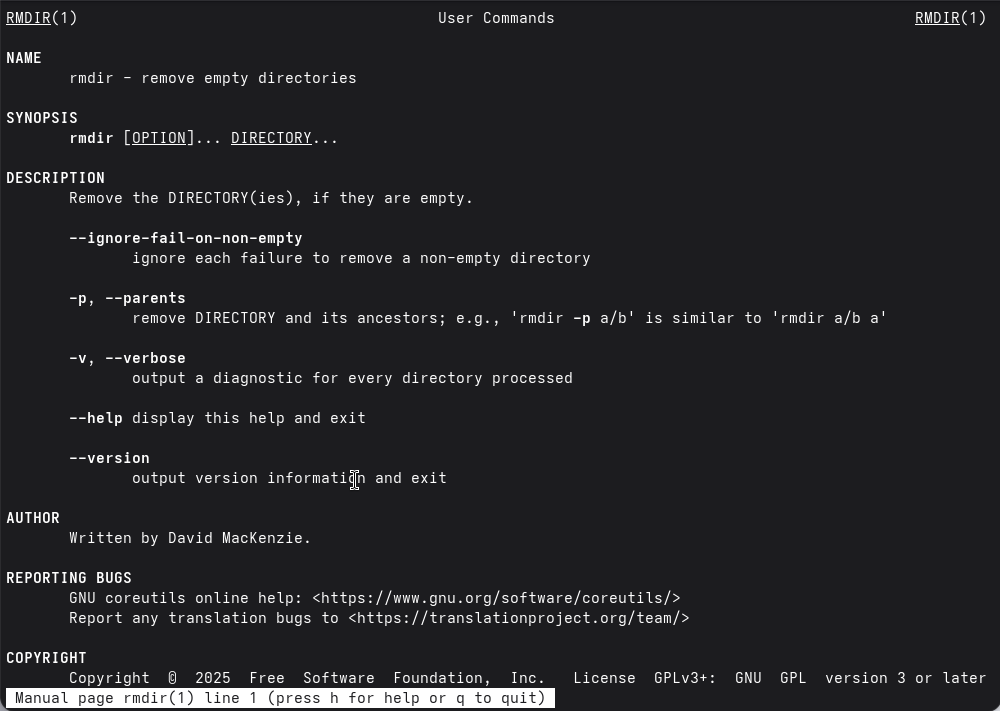 RMDIR(1) User Commands RMDIR(1)
NAME
rmdir - remove empty directories
SYNOPSIS
rmdir [OPTION]... DIRECTORY...
DESCRIPTION
Remove the DIRECTORY(ies), if they are empty.
--ignore-fail-on-non-empty
ignore each failure to remove a non-empty directory
-p, --parents
remove DIRECTORY and its ancestors; e.g., 'rmdir -p a/b' is similar to 'rmdir a/b a'
-v, --verbose
output a diagnostic for every directory processed
--help display this help and exit
--version
output version information and exit
AUTHOR
Written by David MacKenzie.
REPORTING BUGS
GNU coreutils online help: <https://www.gnu.org/software/coreutils/>
Report any translation bugs to <https://translationproject.org/team/>
COPYRIGHT
Copyright © 2025 Free Software Foundation, Inc. License GPLv3+: GNU GPL version 3 or later
Manual page rmdir(1) line 1 (press h for help or q to quit)